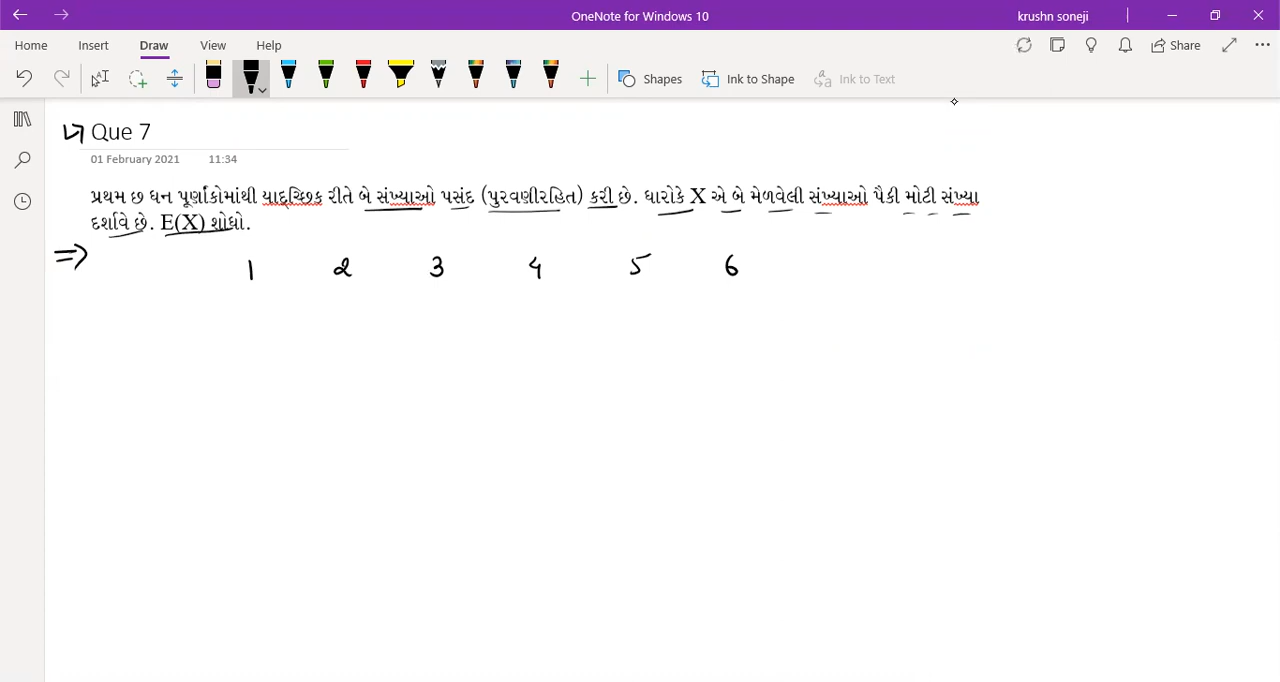 OneNote for Windows 10
krushn soneji
Home Insert Draw View Help
Share
Shapes Ink to Shape Ink to Text
Que 7
01 February 2021 11:34
પ્રથમ છ ધન પૂર્ણાંકોમાંથી યાદૃચ્છિક રીતે બે સંખ્યાઓ પસંદ (પુરવણીરહિત) કરી છે. ધારોકે X એ બે મેળવેલી સંખ્યાઓ પૈકી મોટી સંખ્યા
દર્શાવે છે. E(X) શોધો.
⇒ 1 2 3 4 5 6